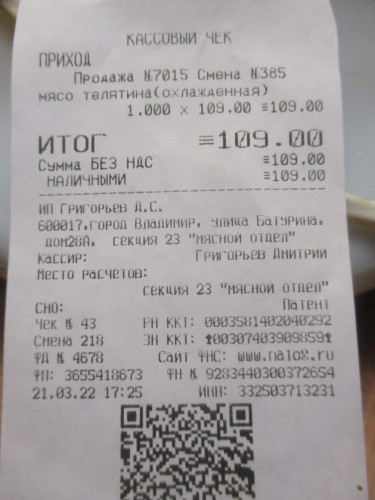 КАССОВЫЙ ЧЕК
ПРИХОД
Продажа №7015 Смена №385
мясо телятина(охлажденная)
1.000 × 109.00 ≡109.00
ИТОГ ≡109.00
Сумма БЕЗ НДС ≡109.00
НАЛИЧНЫМИ ≡109.00
ИП Григорьев Д.С.
600017,город Владимир, улица Батурина,
дом28А, секция 23 "мясной отдел"
Кассир: Григорьев Дмитрий
Место расчетов:
секция 23 "мясной отдел"
СНО: Патент
Чек № 43 РН ККТ: 0003581402040292
Смена 218 ЗН ККТ: 00307403909859
ФД № 4678 Сайт ФНС: www.nalog.ru
ФП: 3655418673 ФН № 9283440300372654
21.03.22 17:25 ИНН: 332503713231